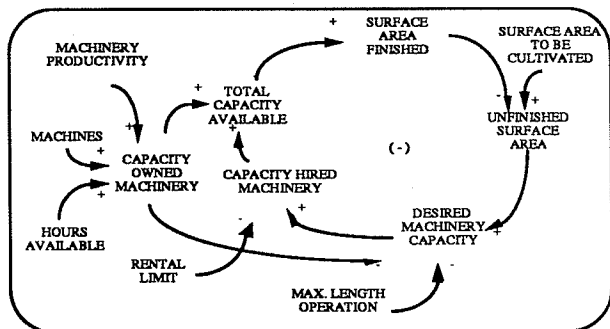 MACHINERY
PRODUCTIVITY
+
SURFACE
AREA
FINISHED
SURFACE AREA
TO BE
CULTIVATED
+
TOTAL
CAPACITY
AVAILABLE
+
-
+
UNFINISHED
SURFACE
AREA
MACHINES
+
+
+
CAPACITY
OWNED
MACHINERY
HOURS
AVAILABLE
CAPACITY HIRED
MACHINERY
(-)
-
+
DESIRED
MACHINERY
CAPACITY
+
RENTAL
LIMIT
-
-
MAX. LENGTH
OPERATION